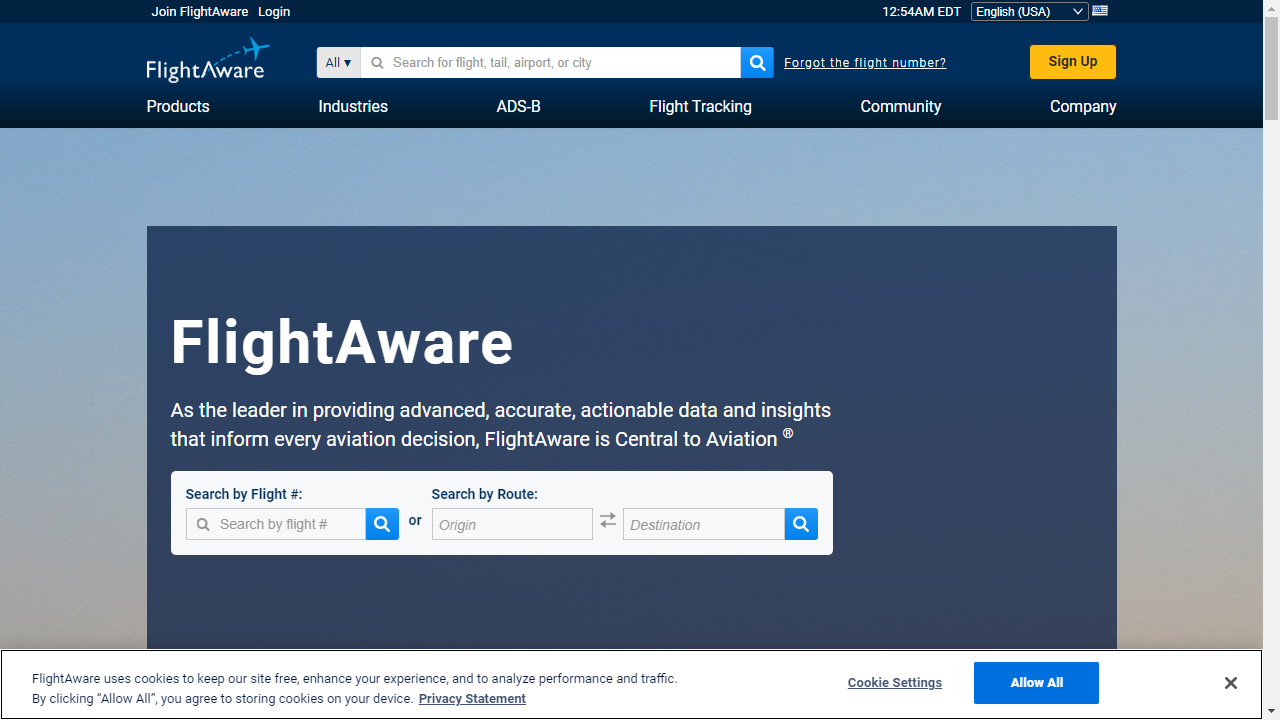 Join FlightAware Login 12:54AM EDT English (USA)
FlightAware All ▾ Search for flight, tail, airport, or city Forgot the flight number? Sign Up
Products Industries ADS-B Flight Tracking Community Company
FlightAware
As the leader in providing advanced, accurate, actionable data and insights
that inform every aviation decision, FlightAware is Central to Aviation ®
Search by Flight #: Search by Route:
Search by flight # or Origin Destination
FlightAware uses cookies to keep our site free, enhance your experience, and to analyze performance and traffic.
By clicking “Allow All”, you agree to storing cookies on your device. Privacy Statement
Cookie Settings Allow All